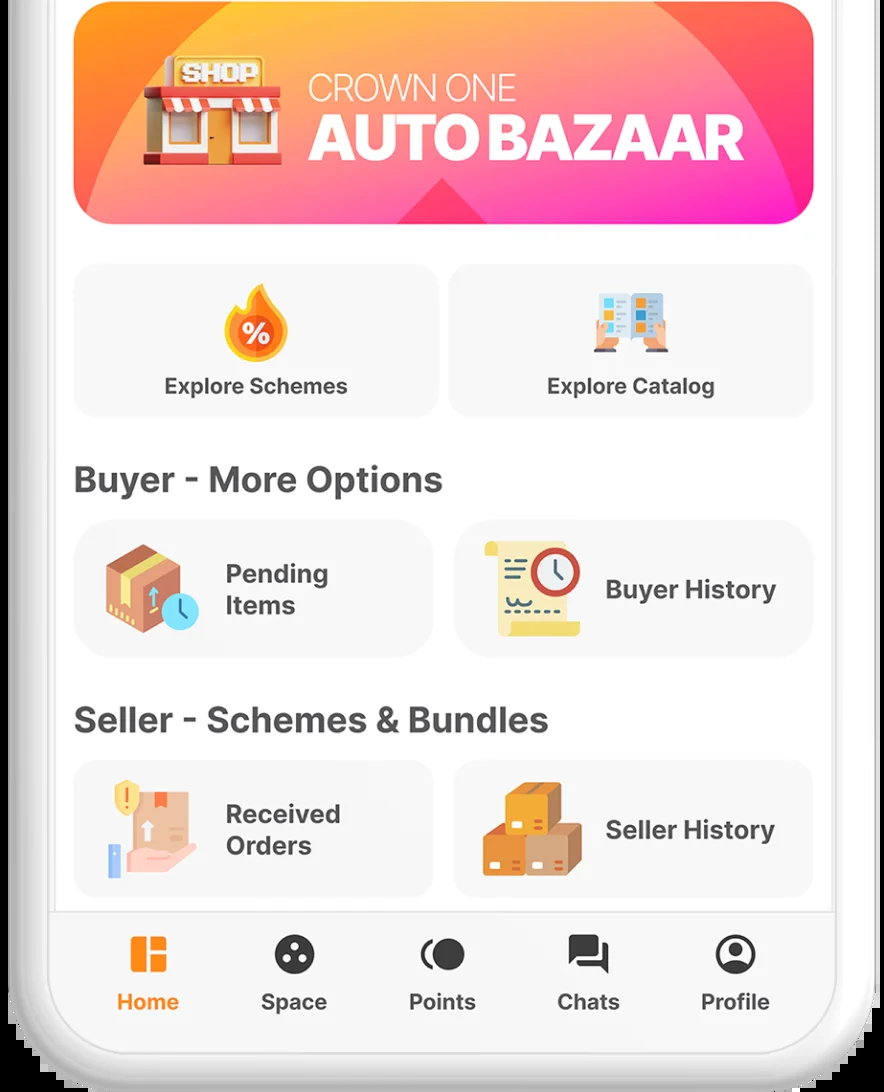 SHOP
CROWN ONE
AUTO BAZAAR
%
Explore Schemes
Explore Catalog
Buyer - More Options
Pending
Items
Buyer History
Seller - Schemes & Bundles
Received
Orders
Seller History
Home
Space
Points
Chats
Profile